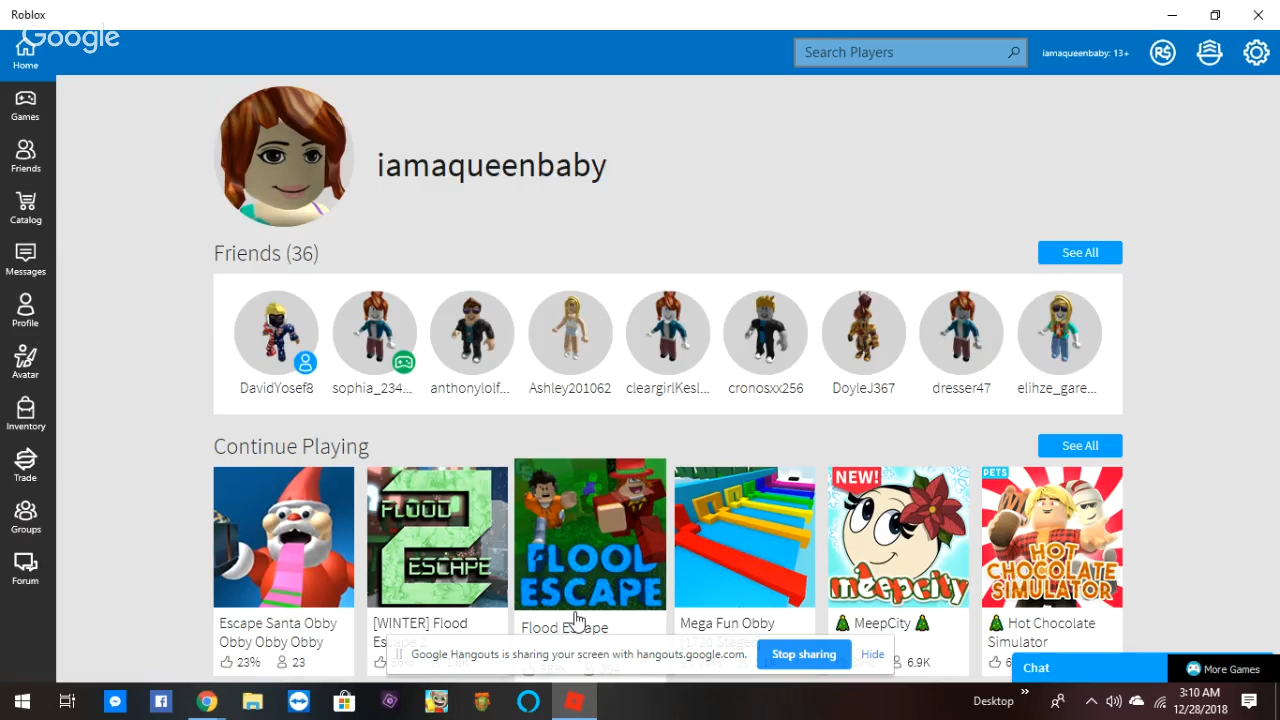 Roblox
Google
Home
Search Players
iamaqueenbaby: 13+
R$
Games
Friends
Catalog
Messages
Profile
Avatar
Inventory
Trade
Groups
Forum
iamaqueenbaby
Friends (36)
See All
DavidYosef8
sophia_234...
anthonylolf...
Ashley201062
cleargirlKesl...
cronosxx256
DoyleJ367
dresser47
elihze_gare...
Continue Playing
See All
FLOOD
2
ESCAPE
FLOOD
ESCAPE
NEW!
meepcity
PETS
HOT
CHOCOLATE
SIMULATOR
Escape Santa Obby
Obby Obby Obby
23% 23
[WINTER] Flood
Escape 2
Flood Escape
Mega Fun Obby
MeepCity
6.9K
Hot Chocolate
Simulator
Google Hangouts is sharing your screen with hangouts.google.com.
Stop sharing
Hide
Chat
More Games
Desktop
3:10 AM
12/28/2018